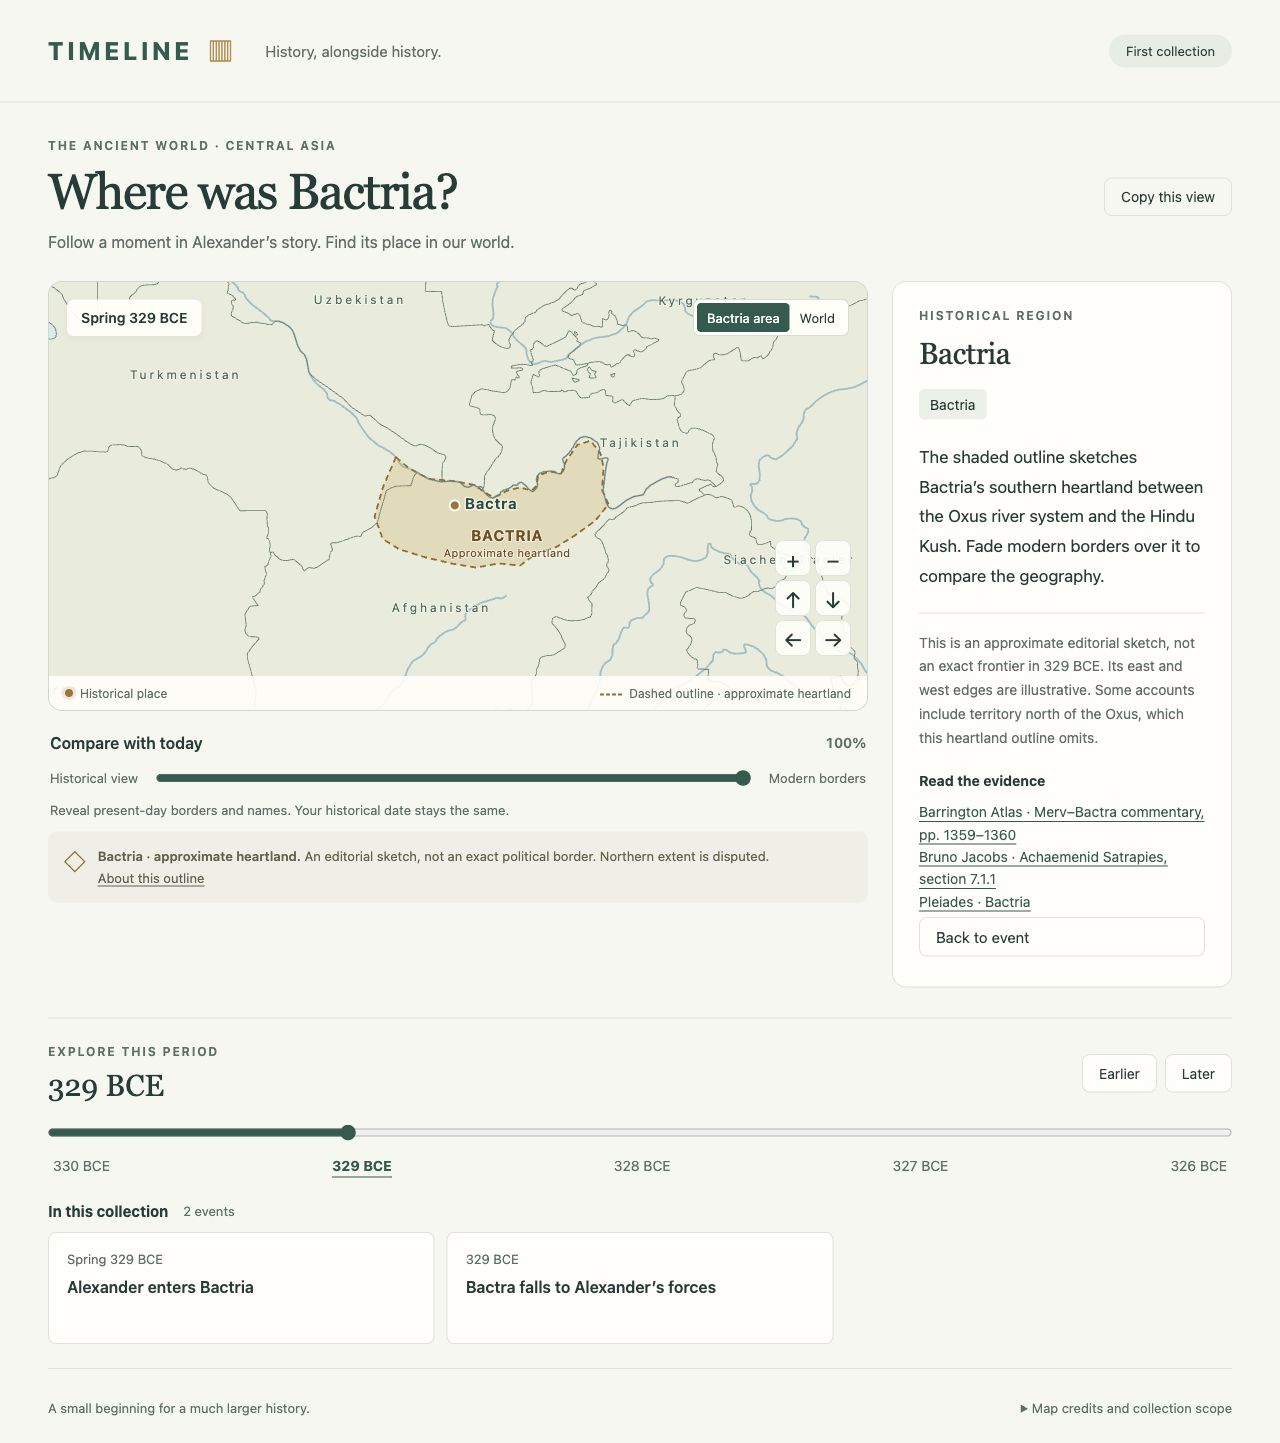 TIMELINE
History, alongside history.
First collection
THE ANCIENT WORLD · CENTRAL ASIA
Where was Bactria?
Copy this view
Follow a moment in Alexander’s story. Find its place in our world.
Spring 329 BCE
Uzbekistan
Bactria area
World
Turkmenistan
Tajikistan
Bactra
BACTRIA
Approximate heartland
Afghanistan
+
−
↑
↓
←
→
Historical place
Dashed outline · approximate heartland
Compare with today
100%
Historical view
Modern borders
Reveal present-day borders and names. Your historical date stays the same.
Bactria · approximate heartland. An editorial sketch, not an exact political border. Northern extent is disputed.
About this outline
HISTORICAL REGION
Bactria
Bactria
The shaded outline sketches
Bactria’s southern heartland between
the Oxus river system and the Hindu
Kush. Fade modern borders over it to
compare the geography.
This is an approximate editorial sketch, not
an exact frontier in 329 BCE. Its east and
west edges are illustrative. Some accounts
include territory north of the Oxus, which
this heartland outline omits.
Read the evidence
Barrington Atlas · Merv–Bactra commentary,
pp. 1359–1360
Bruno Jacobs · Achaemenid Satrapies,
section 7.1.1
Pleiades · Bactria
Back to event
EXPLORE THIS PERIOD
329 BCE
Earlier
Later
330 BCE
329 BCE
328 BCE
327 BCE
326 BCE
In this collection
2 events
Spring 329 BCE
Alexander enters Bactria
329 BCE
Bactra falls to Alexander’s forces
A small beginning for a much larger history.
Map credits and collection scope